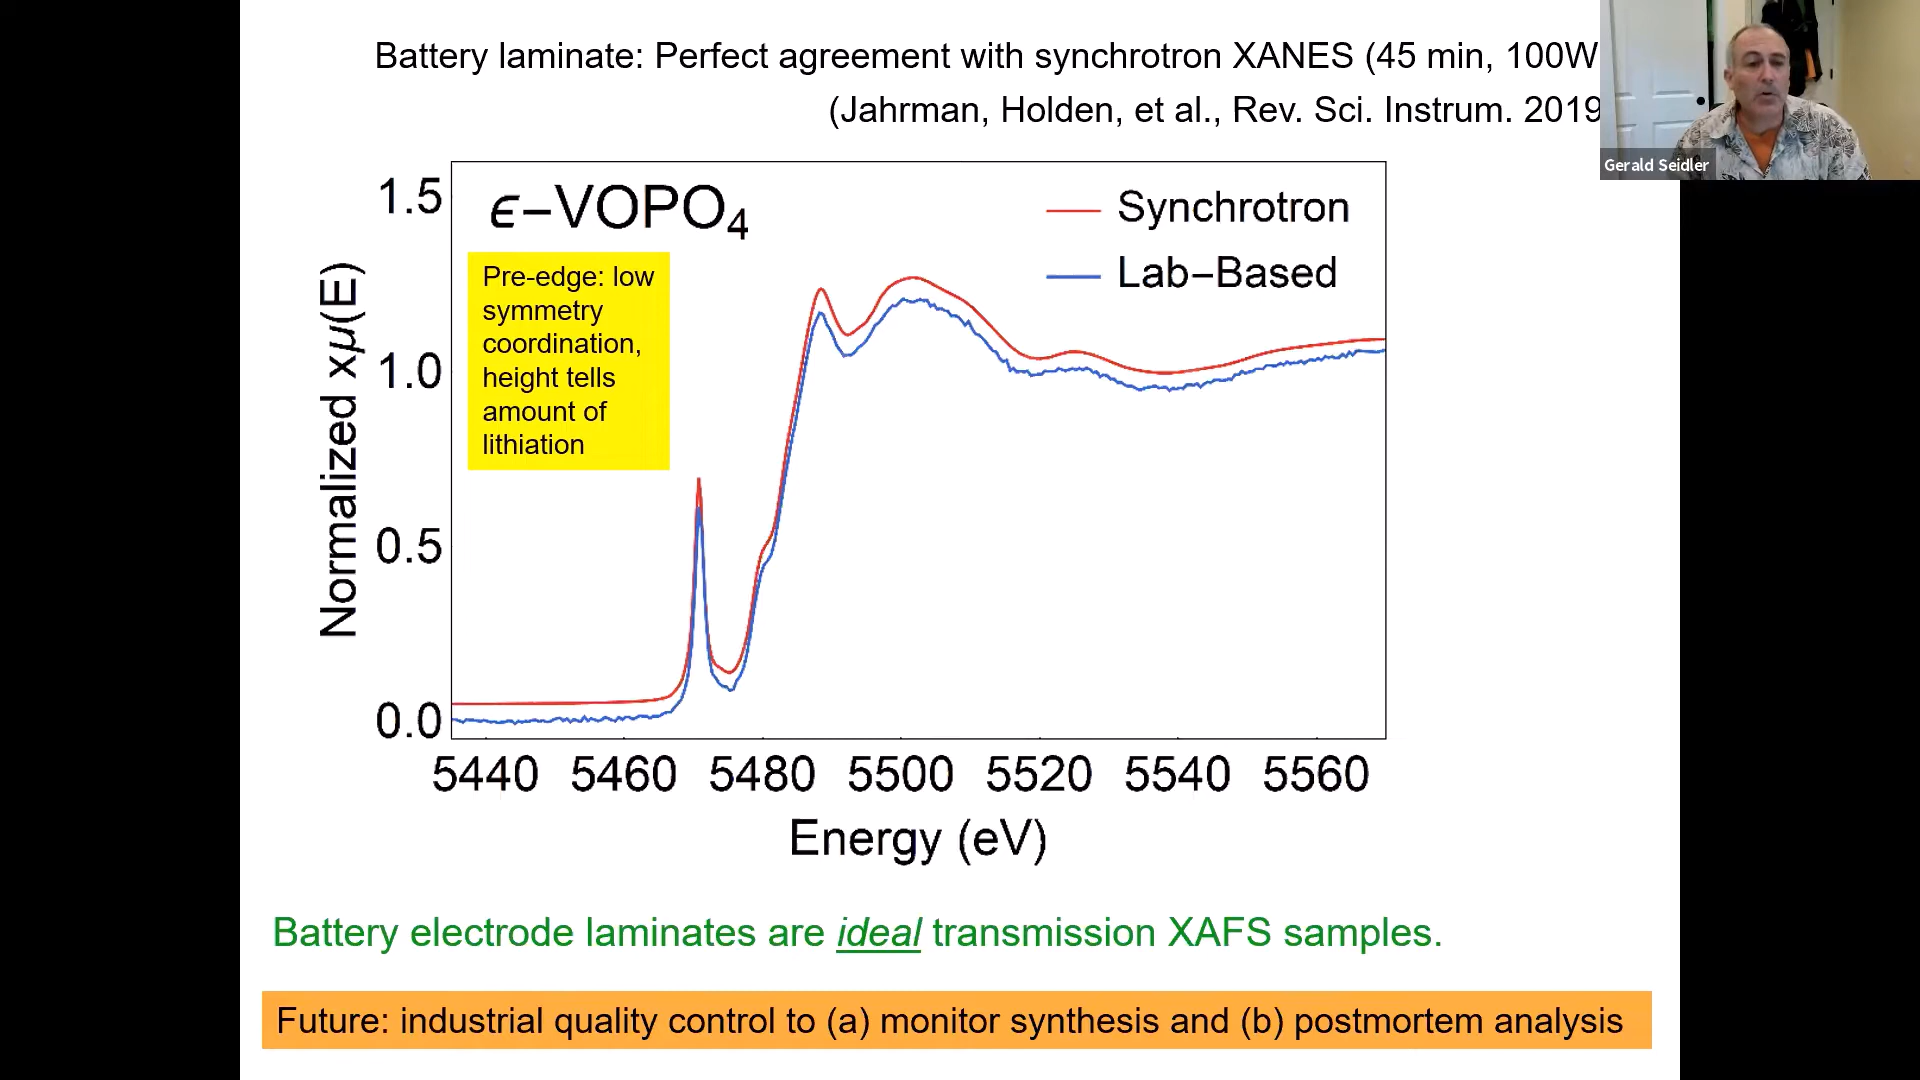 Battery laminate: Perfect agreement with synchrotron XANES (45 min, 100W
(Jahrman, Holden, et al., Rev. Sci. Instrum. 2019
Gerald Seidler
ϵ–VOPO₄
Synchrotron
Lab–Based
Pre-edge: low
symmetry
coordination,
height tells
amount of
lithiation
Normalized xμ(E)
1.5
1.0
0.5
0.0
5440 5460 5480 5500 5520 5540 5560
Energy (eV)
Battery electrode laminates are ideal transmission XAFS samples.
Future: industrial quality control to (a) monitor synthesis and (b) postmortem analysis